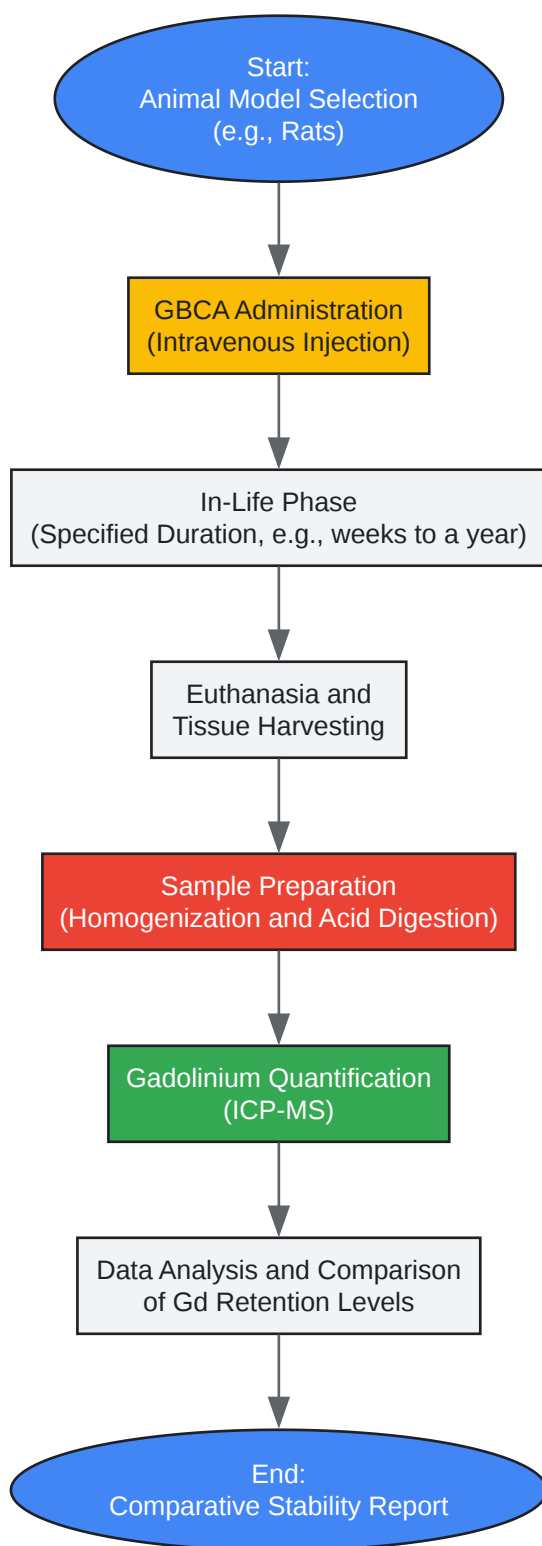 Start:
Animal Model Selection
(e.g., Rats)
GBCA Administration
(Intravenous Injection)
In-Life Phase
(Specified Duration, e.g., weeks to a year)
Euthanasia and
Tissue Harvesting
Sample Preparation
(Homogenization and Acid Digestion)
Gadolinium Quantification
(ICP-MS)
Data Analysis and Comparison
of Gd Retention Levels
End:
Comparative Stability Report